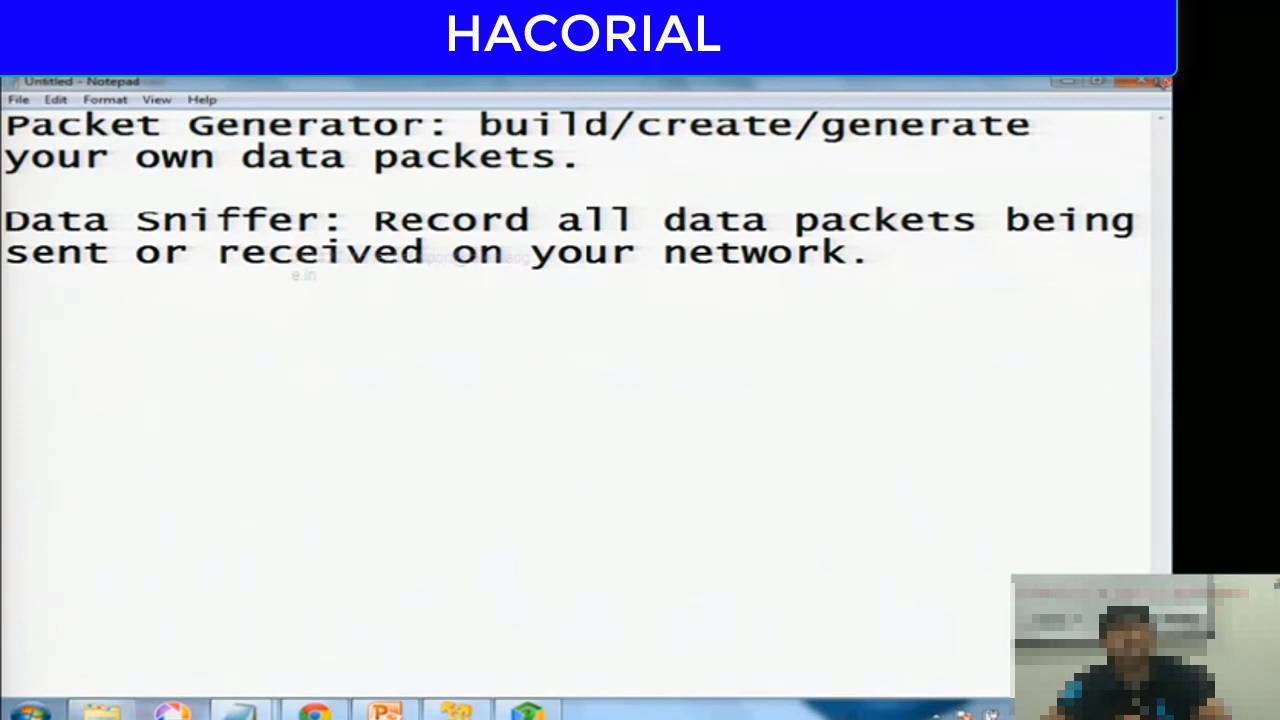 HACORIAL
Untitled - Notepad
File Edit Format View Help
Packet Generator: build/create/generate
your own data packets.
Data Sniffer: Record all data packets being
sent or received on your network.
e.in